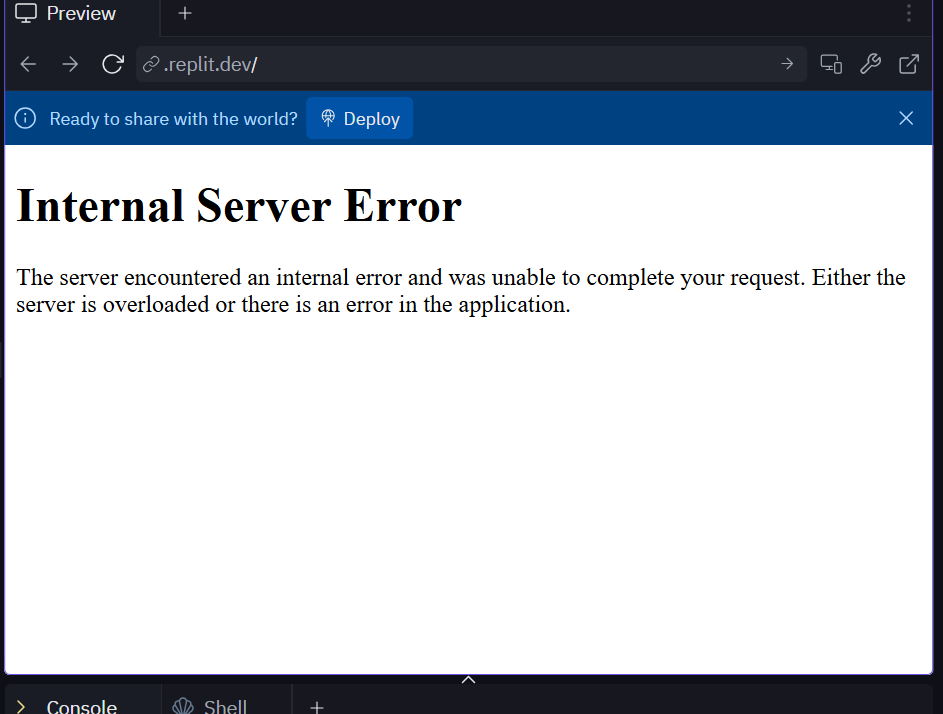 Preview
.replit.dev/
Ready to share with the world? Deploy
Internal Server Error
The server encountered an internal error and was unable to complete your request. Either the
server is overloaded or there is an error in the application.
Console Shell